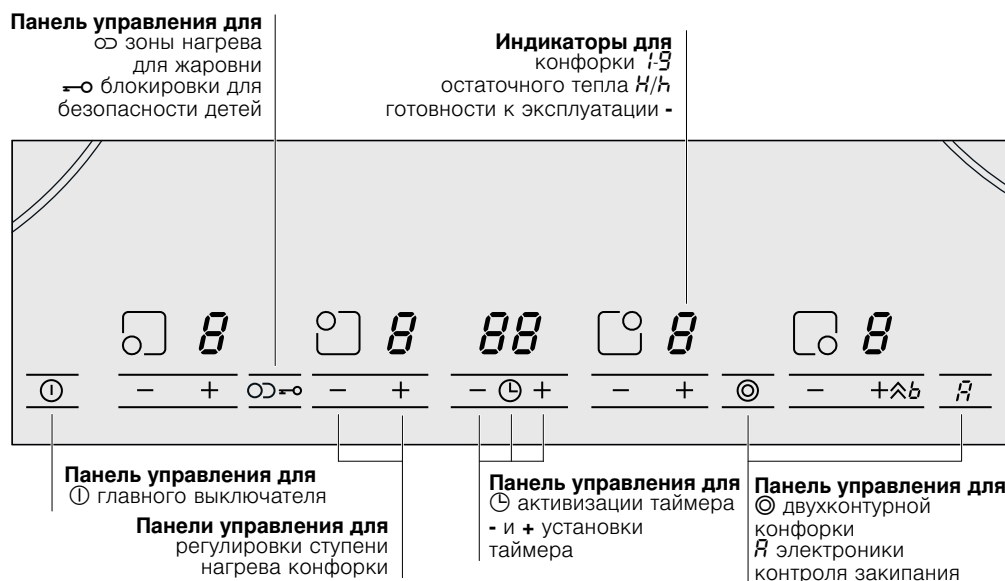 Панель управления для
зоны нагрева
для жаровни
блокировки для
безопасности детей
Индикаторы для
конфорки 1-9
остаточного тепла H/h
готовности к эксплуатации -
8 8 88 8 8
- + - + - + - + - + b A
Панель управления для
главного выключателя
Панели управления для
регулировки ступени
нагрева конфорки
Панель управления для
активизации таймера
- и + установки
таймера
Панель управления для
двухконтурной
конфорки
A электроники
контроля закипания